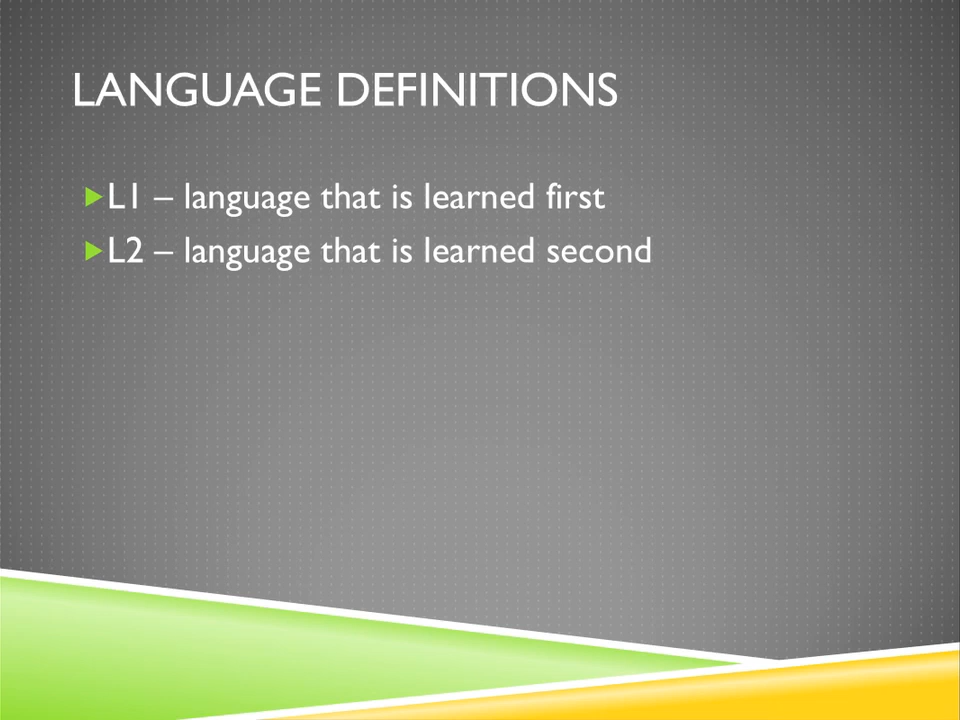 LANGUAGE DEFINITIONS
L1 – language that is learned first
L2 – language that is learned second